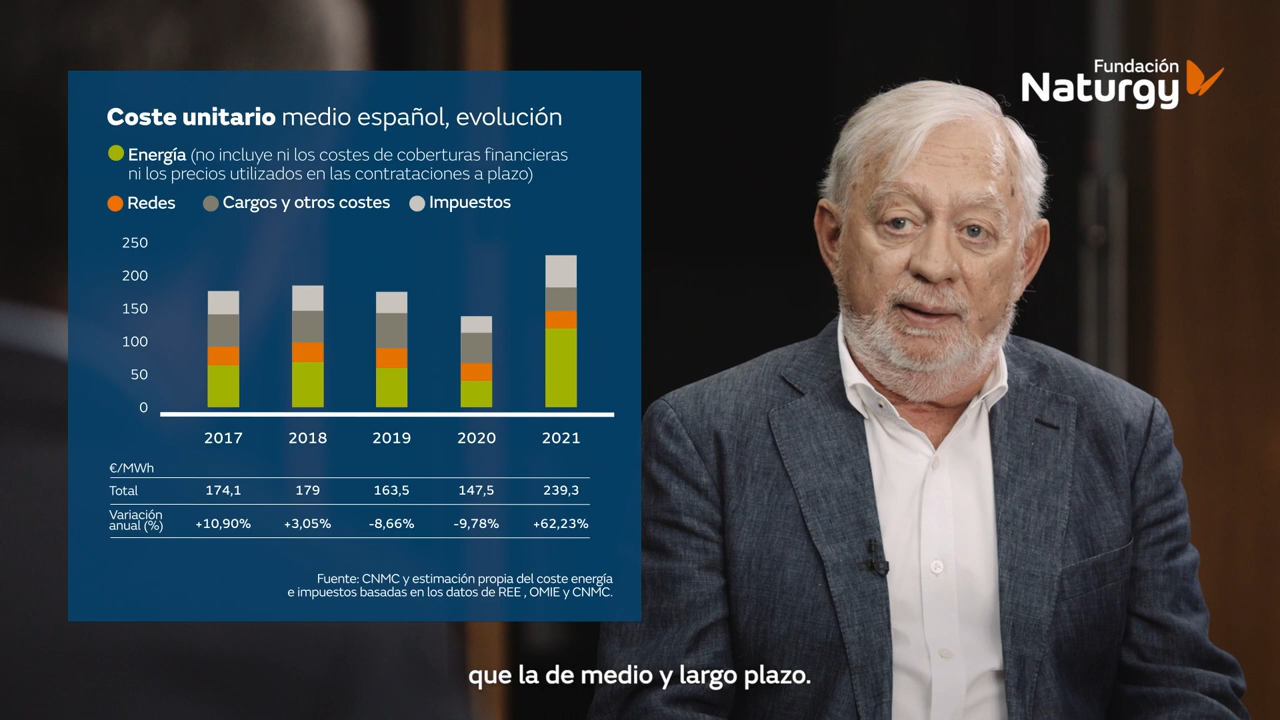 Fundación
Naturgy
Coste unitario medio español, evolución
Energía (no incluye ni los costes de coberturas financieras
ni los precios utilizados en las contrataciones a plazo)
Redes Cargos y otros costes Impuestos
250
200
150
100
50
0
2017 2018 2019 2020 2021
€/MWh
Total 174,1 179 163,5 147,5 239,3
Variación
anual (%) +10,90% +3,05% -8,66% -9,78% +62,23%
Fuente: CNMC y estimación propia del coste energía
e impuestos basadas en los datos de REE , OMIE y CNMC.
que la de medio y largo plazo.